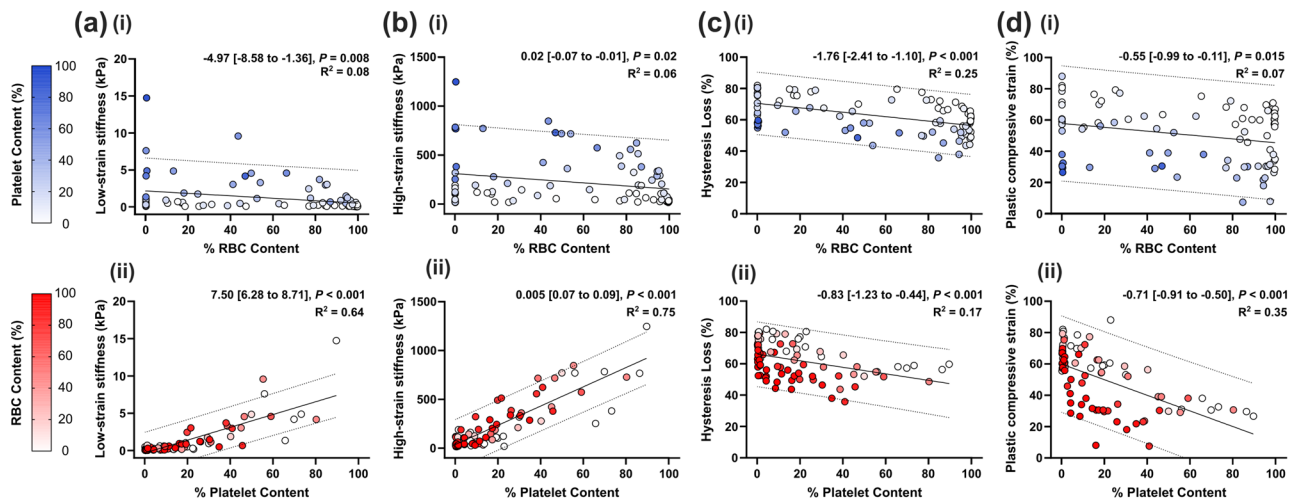 (a) (i)
Platelet Content (%)
100
80
60
40
20
0
Low-strain stiffness (kPa)
20
15
10
5
0
-4.97 [-8.58 to -1.36], P = 0.008
R² = 0.08
0 20 40 60 80 100
% RBC Content
(b) (i)
High-strain stiffness (kPa)
1500
1000
500
0
0.02 [-0.07 to -0.01], P = 0.02
R² = 0.06
0 20 40 60 80 100
% RBC Content
(c) (i)
Hysteresis Loss (%)
100
80
60
40
20
0
-1.76 [-2.41 to -1.10], P < 0.001
R² = 0.25
0 20 40 60 80 100
% RBC Content
(d) (i)
Plastic compressive strain (%)
100
80
60
40
20
0
-0.55 [-0.99 to -0.11], P = 0.015
R² = 0.07
0 20 40 60 80 100
% RBC Content
(ii)
RBC Content (%)
100
80
60
40
20
0
Low-strain stiffness (kPa)
20
15
10
5
0
7.50 [6.28 to 8.71], P < 0.001
R² = 0.64
0 20 40 60 80 100
% Platelet Content
(ii)
High-strain stiffness (kPa)
1500
1000
500
0
0.005 [0.07 to 0.09], P < 0.001
R² = 0.75
0 20 40 60 80 100
% Platelet Content
(ii)
Hysteresis Loss (%)
100
80
60
40
20
0
-0.83 [-1.23 to -0.44], P < 0.001
R² = 0.17
0 20 40 60 80 100
% Platelet Content
(ii)
Plastic compressive strain (%)
100
80
60
40
20
0
-0.71 [-0.91 to -0.50], P < 0.001
R² = 0.35
0 20 40 60 80 100
% Platelet Content